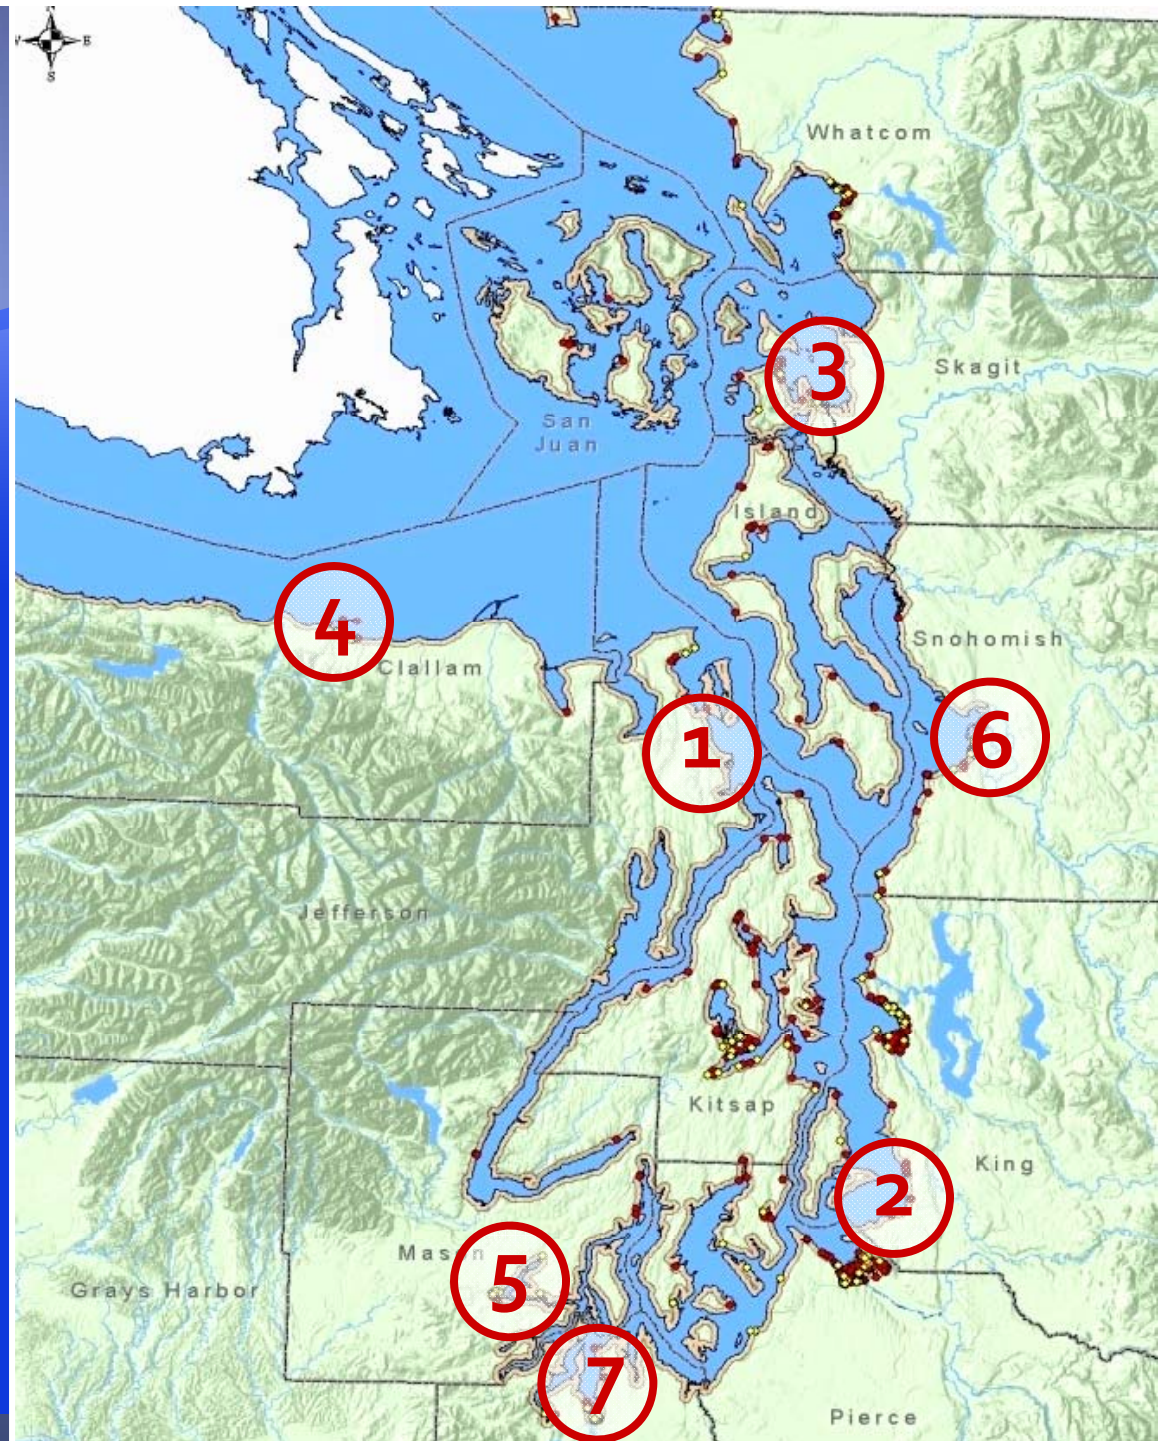 N
E
S
Whatcom
3
Skagit
San
Juan
Island
4
Clallam
Snohomish
1
6
Jefferson
Kitsap
King
2
Mason
5
Grays Harbor
7
Pierce